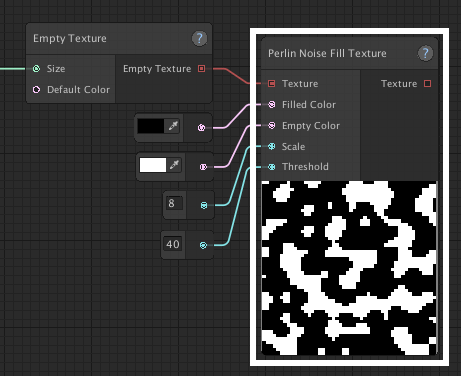 Empty Texture ?
Size
Empty Texture
Default Color
8
40
Perlin Noise Fill Texture ?
Texture
Texture
Filled Color
Empty Color
Scale
Threshold